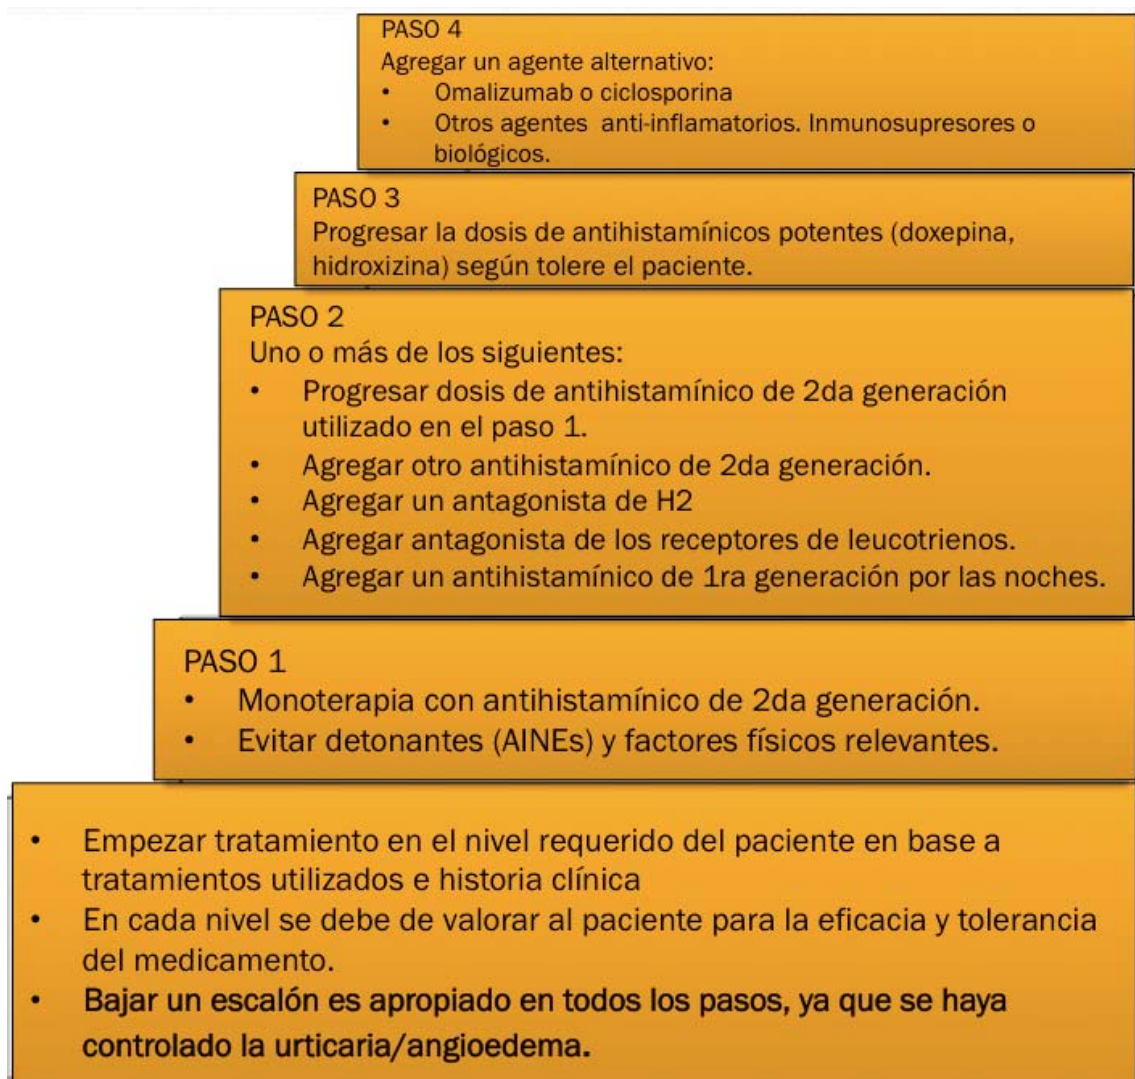 PASO 4
Agregar un agente alternativo:
• Omalizumab o ciclosporina
• Otros agentes anti-inflamatorios. Inmunosupresores o
biológicos.
PASO 3
Progresar la dosis de antihistamínicos potentes (doxepina,
hidroxizina) según tolere el paciente.
PASO 2
Uno o más de los siguientes:
• Progresar dosis de antihistamínico de 2da generación
utilizado en el paso 1.
• Agregar otro antihistamínico de 2da generación.
• Agregar un antagonista de H2
• Agregar antagonista de los receptores de leucotrienos.
• Agregar un antihistamínico de 1ra generación por las noches.
PASO 1
• Monoterapia con antihistamínico de 2da generación.
• Evitar detonantes (AINEs) y factores físicos relevantes.
• Empezar tratamiento en el nivel requerido del paciente en base a
tratamientos utilizados e historia clínica
• En cada nivel se debe de valorar al paciente para la eficacia y tolerancia
del medicamento.
• Bajar un escalón es apropiado en todos los pasos, ya que se haya
controlado la urticaria/angioedema.